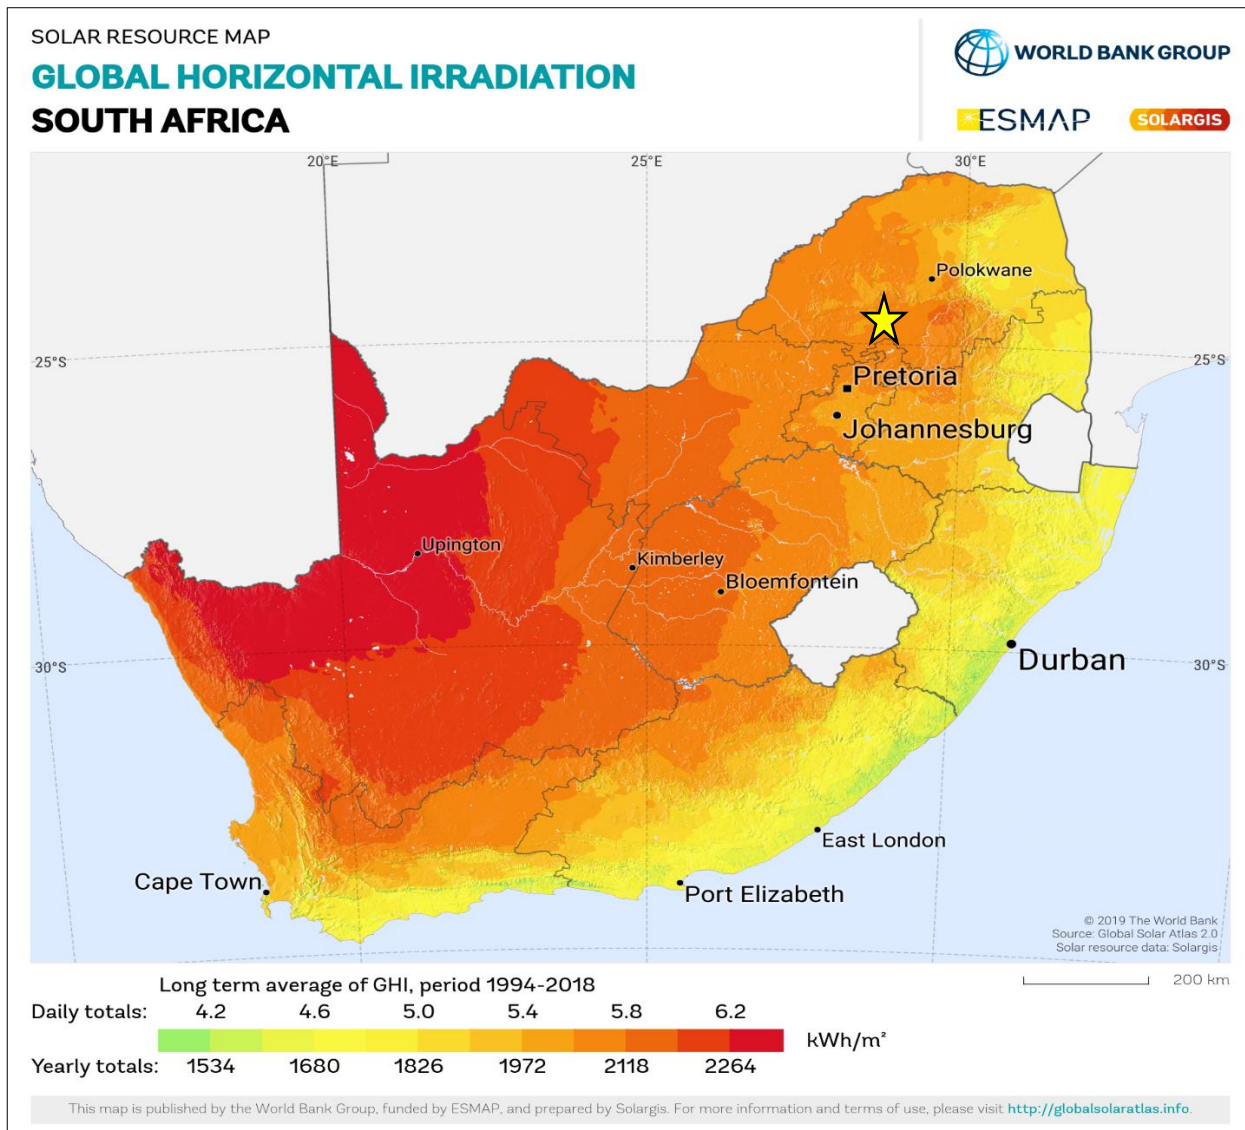 SOLAR RESOURCE MAP
GLOBAL HORIZONTAL IRRADIATION
SOUTH AFRICA
WORLD BANK GROUP
ESMAP
SOLARGIS
20°E
25°E
30°E
Polokwane
25°S
25°S
Pretoria
Johannesburg
Upington
Kimberley
Bloemfontein
Durban
30°S
30°S
East London
Cape Town
Port Elizabeth
© 2019 The World Bank
Source: Global Solar Atlas 2.0
Solar resource data: Solargis
200 km
Long term average of GHI, period 1994-2018
Daily totals: 4.2 4.6 5.0 5.4 5.8 6.2
kWh/m²
Yearly totals: 1534 1680 1826 1972 2118 2264
This map is published by the World Bank Group, funded by ESMAP, and prepared by Solargis. For more information and terms of use, please visit http://globalsolaratlas.info.